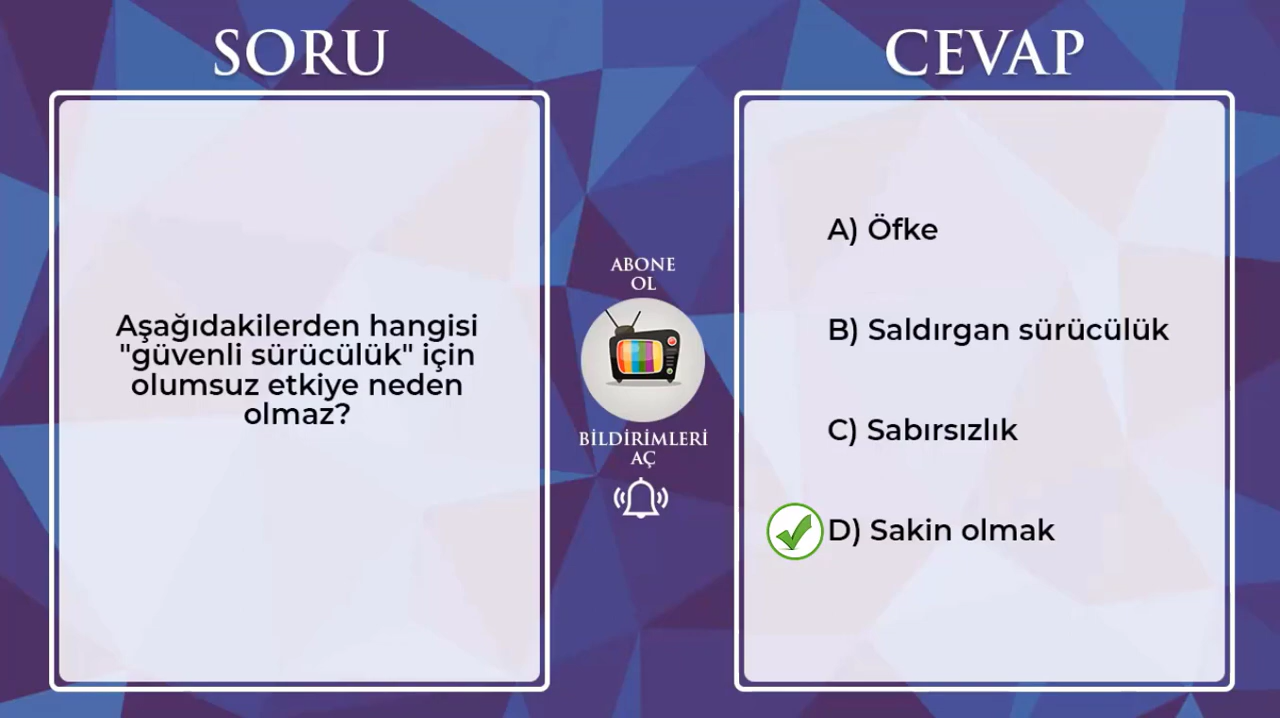 SORU
Aşağıdakilerden hangisi
"güvenli sürücülük" için
olumsuz etkiye neden
olmaz?
ABONE
OL
BİLDİRİMLERİ
AÇ
CEVAP
A) Öfke
B) Saldırgan sürücülük
C) Sabırsızlık
D) Sakin olmak